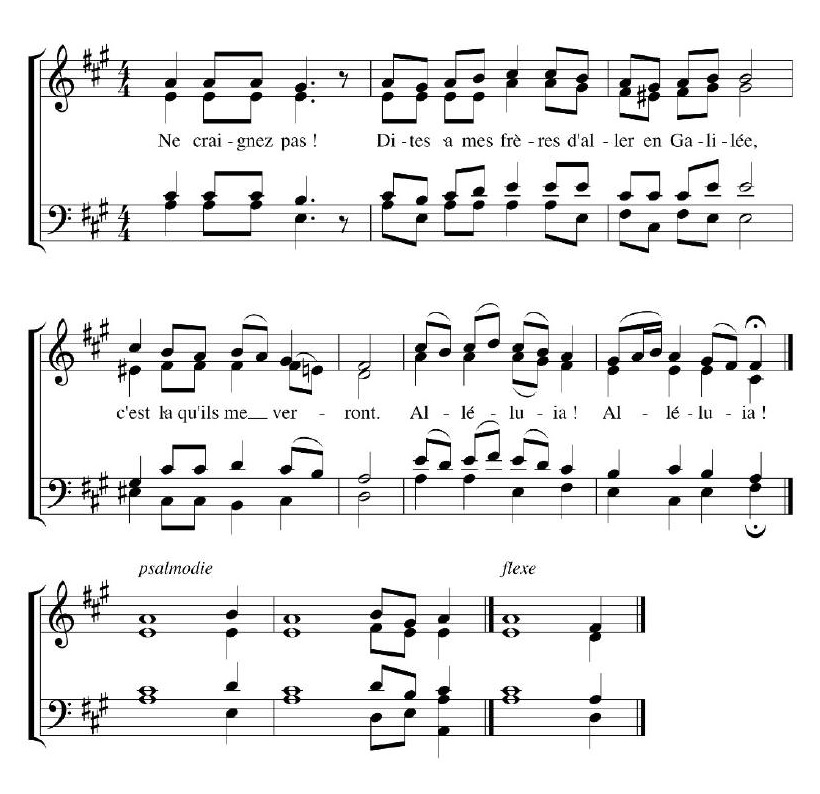 Ne crai - gnez pas ! Di - tes a mes frè - res d'al - ler en Ga - li - lée,
c'est la qu'ils me ver - ront. Al - lé - lu - ia ! Al - lé - lu - ia !
psalmodie flexe